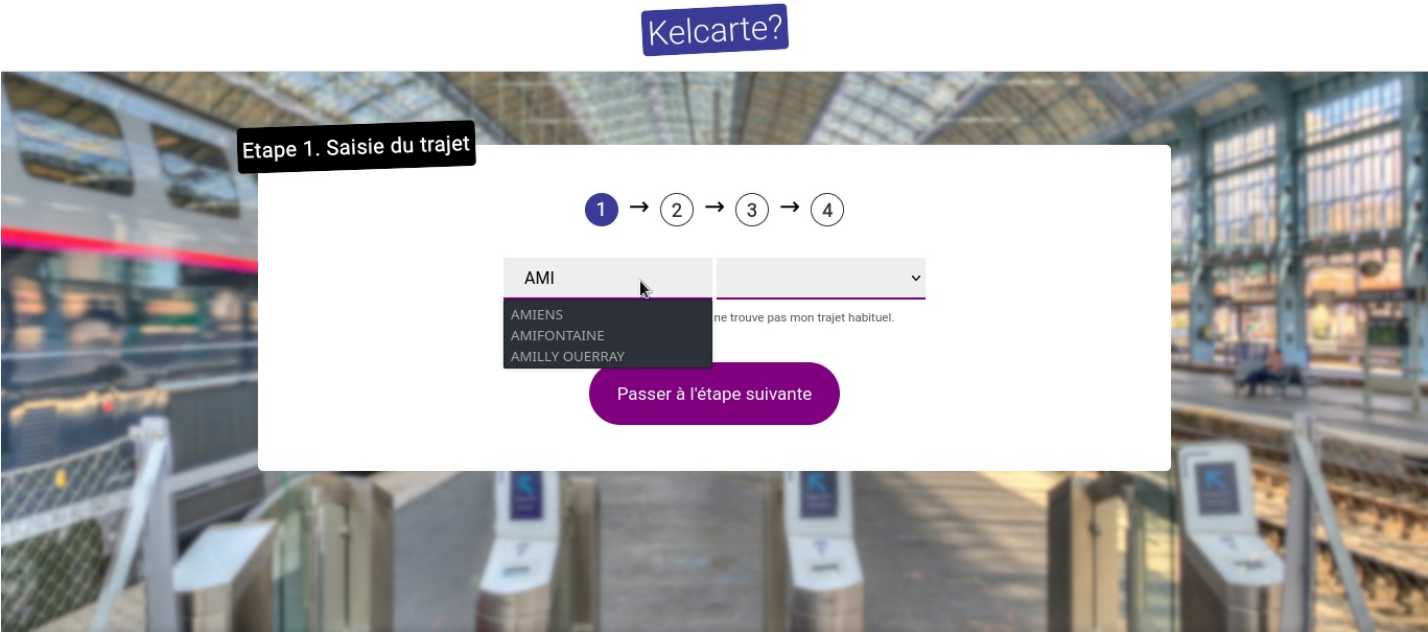 Kelcarte?
Etape 1. Saisie du trajet
1 → 2 → 3 → 4
AMI
AMIENS
AMIFONTAINE
AMILLY OUERRAY
ne trouve pas mon trajet habituel.
Passer à l'étape suivante